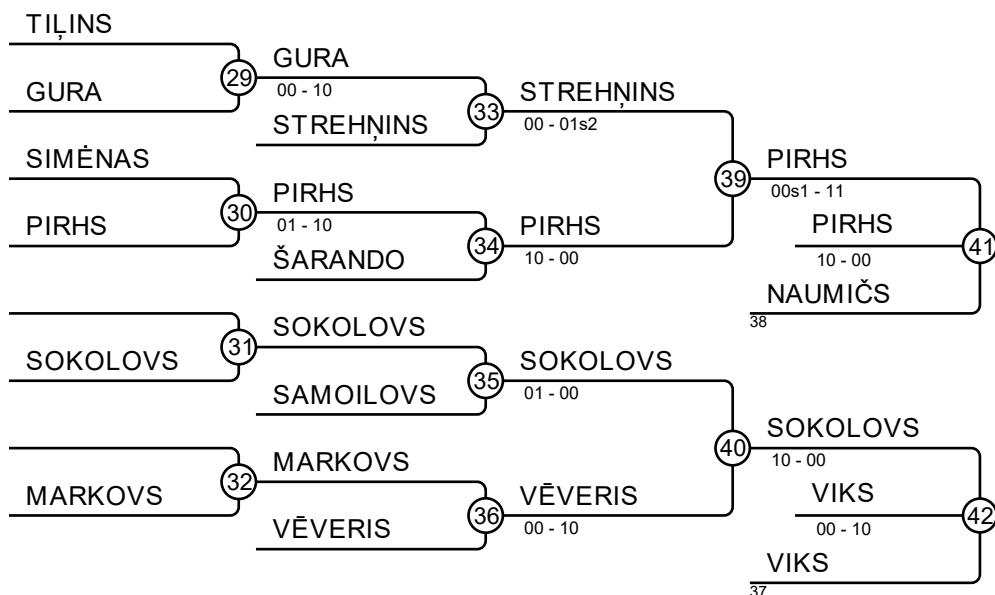 TIĻINS
GURA
29
GURA
00 - 10
STREHŅINS
33
STREHŅINS
00 - 01s2
SIMĖNAS
PIRHS
30
PIRHS
01 - 10
ŠARANDO
34
PIRHS
10 - 00
39
PIRHS
00s1 - 11
PIRHS
10 - 00
NAUMIČS
38
41
SOKOLOVS
31
SOKOLOVS
SAMOILOVS
35
SOKOLOVS
01 - 00
MARKOVS
32
MARKOVS
VĒVERIS
36
VĒVERIS
00 - 10
40
SOKOLOVS
10 - 00
VIKS
00 - 10
VIKS
37
42